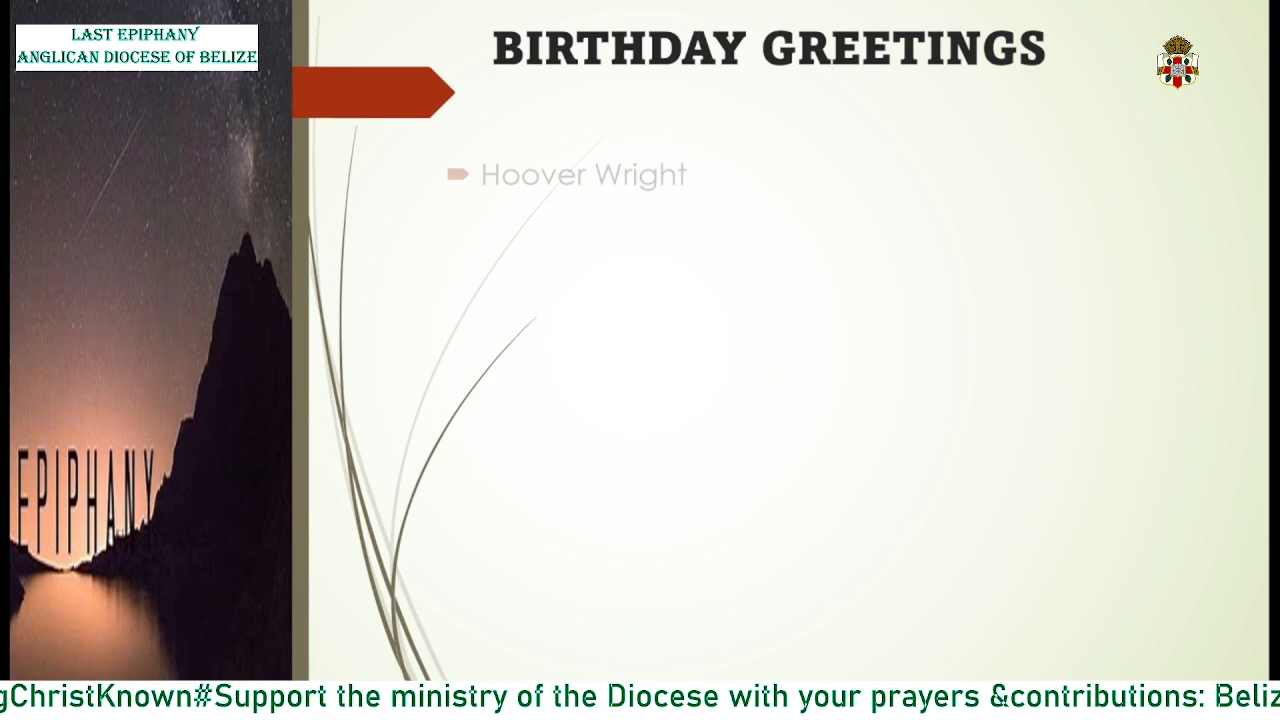 LAST EPIPHANY
ANGLICAN DIOCESE OF BELIZE
BIRTHDAY GREETINGS
Hoover Wright
EPIPHANY
gChristKnown#Support the ministry of the Diocese with your prayers &contributions: Beliz